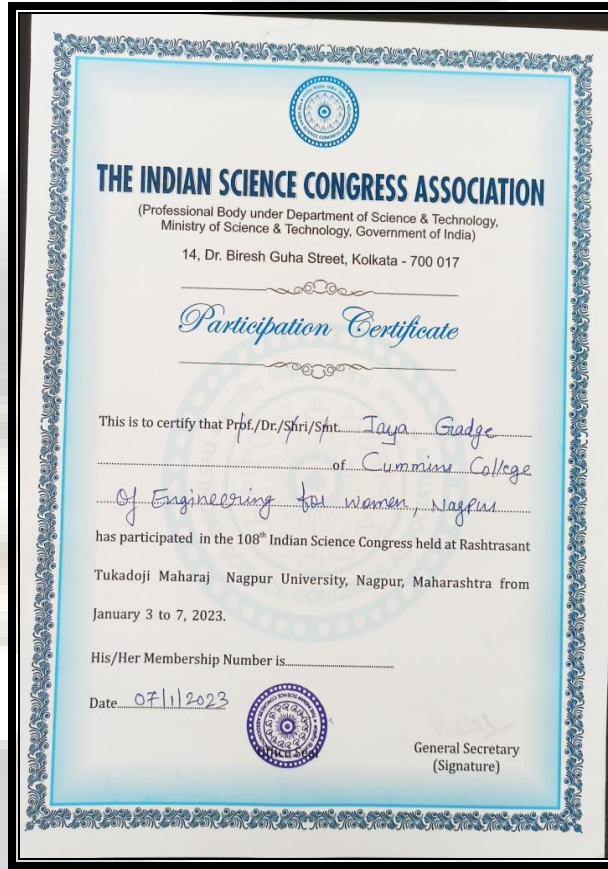 THE INDIAN SCIENCE CONGRESS ASSOCIATION
(Professional Body under Department of Science & Technology,
Ministry of Science & Technology, Government of India)
14, Dr. Biresh Guha Street, Kolkata - 700 017
Participation Certificate
This is to certify that Prof./Dr./Shri/Smt. Jaya Gadge
of Cummins College
Of Engineering for women, Nagpur
has participated in the 108th Indian Science Congress held at Rashtrasant
Tukadoji Maharaj Nagpur University, Nagpur, Maharashtra from
January 3 to 7, 2023.
His/Her Membership Number is
Date 07/1/2023
Office Seal
General Secretary
(Signature)